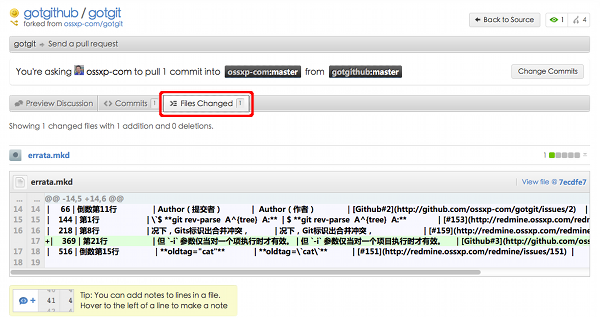 gotgithub / gotgit
forked from ossxp-com/gotgit
Back to Source
1
4
gotgit Send a pull request
You're asking ossxp-com to pull 1 commit into ossxp-com:master from gotgithub:master
Change Commits
Preview Discussion
Commits 1
Files Changed 1
Showing 1 changed files with 1 addition and 0 deletions.
errata.mkd
1
errata.mkd
View file @ 7ecdfe7
... ... @@ -14,5 +14,6 @@
14 14 | 66 | 倒数第11行 | Author（提交者） | Author（作者） | [Github#2](http://github.com/ossxp-com/gotgit/issues/2) |
15 15 | 144 | 第1行 | \`$ **git rev-parse A^{tree} A:** | $ **git rev-parse A^{tree} A:** | [#153](http://redmine.ossxp.com/redmin
16 16 | 218 | 第8行 | 况下，Gits标识出合并冲突， | 况下，Git标识出合并冲突， | [#159](http://redmine.ossxp.com/redmine/
17 +| 369 | 第21行 | 但 `-i` 参数仅当对一个项执行时才有效。 | 但 `-i` 参数仅当对一个项目执行时才有效。 | [Github#3](http://github.com/os
17 18 | 516 | 第15行 | **oldtag="cat"** | **oldtag=\`cat\`** | [#151](http://redmine.ossxp.com/redmine/issues/151) |
18 19
40 4
41 4
42
Tip: You can add notes to lines in a file.
Hover to the left of a line to make a note